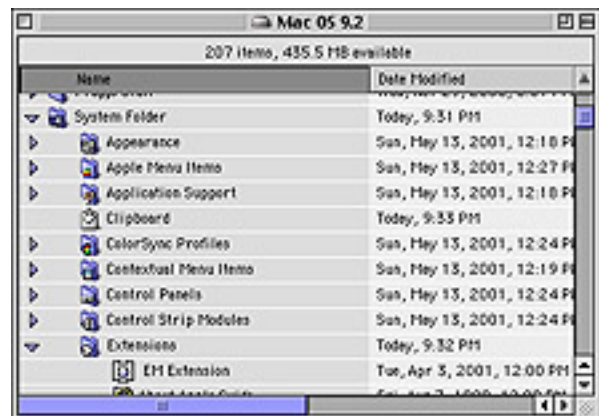 Mac OS 9.2
207 items, 435.5 MB available
Name Date Modified
System Folder Today, 9:31 PM
Appearance Sun, May 13, 2001, 12:18 P
Apple Menu Items Sun, May 13, 2001, 12:27 P
Application Support Sun, May 13, 2001, 12:18 P
Clipboard Today, 9:33 PM
ColorSync Profiles Sun, May 13, 2001, 12:24 P
Contextual Menu Items Sun, May 13, 2001, 12:19 P
Control Panels Sun, May 13, 2001, 12:24 P
Control Strip Modules Sun, May 13, 2001, 12:24 P
Extensions Today, 9:32 PM
EM Extension Tue, Apr 3, 2001, 12:00 PM